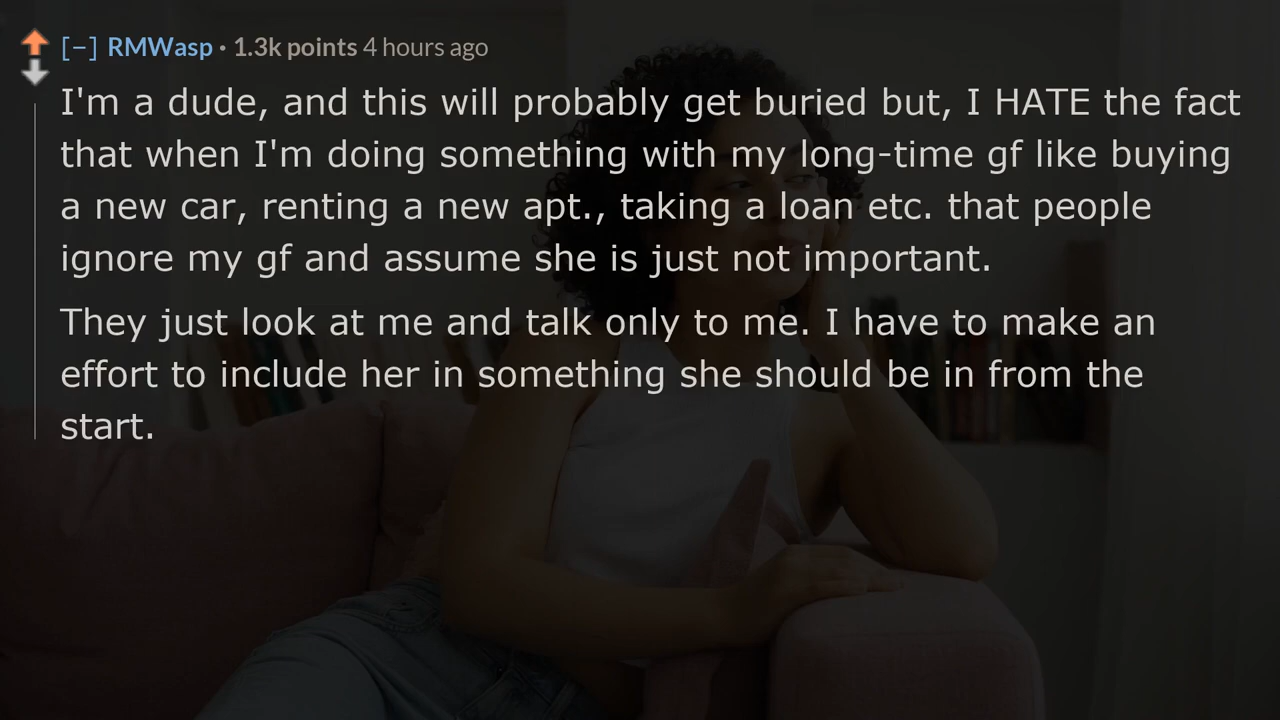 [–] RMWasp • 1.3k points 4 hours ago
I'm a dude, and this will probably get buried but, I HATE the fact
that when I'm doing something with my long-time gf like buying
a new car, renting a new apt., taking a loan etc. that people
ignore my gf and assume she is just not important.
They just look at me and talk only to me. I have to make an
effort to include her in something she should be in from the
start.